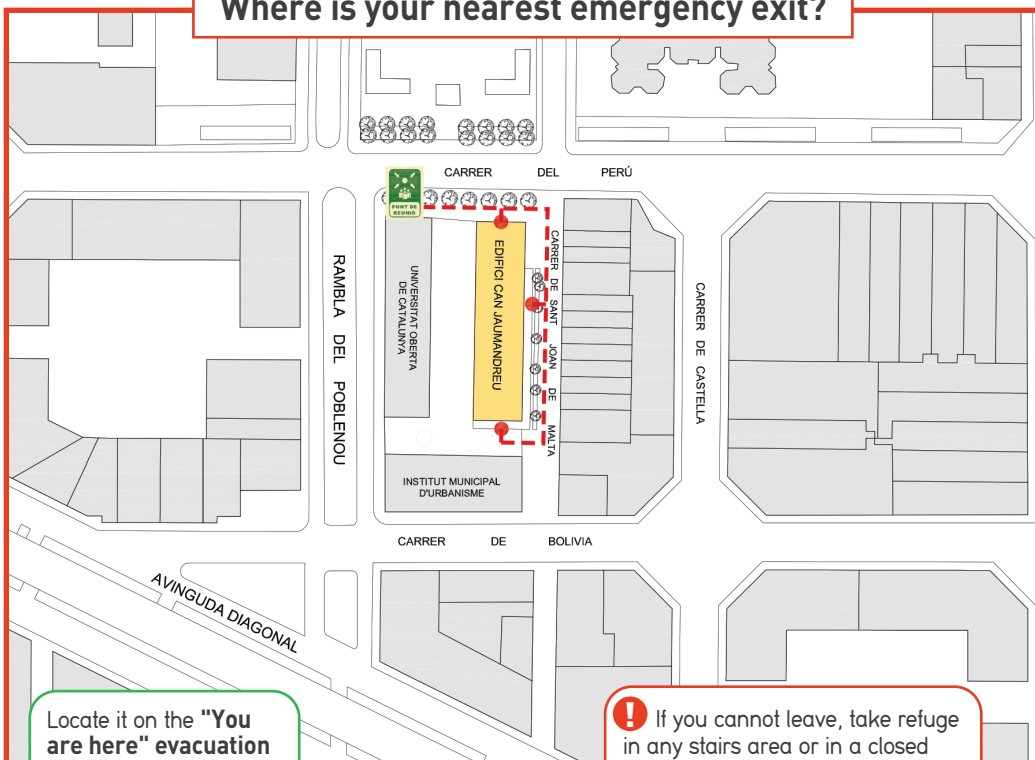 Where is your nearest emergency exit?
CARRER DEL PERÚ
PUNT DE
REUNIÓ
RAMBLA DEL POBLENOU
UNIVERSITAT OBERTA
DE CATALUNYA
EDIFICI CAN JAUMANDREU
CARRER DE SANT JOAN DE MALTA
CARRER DE CASTELLA
INSTITUT MUNICIPAL
D'URBANISME
CARRER DE BOLIVIA
AVINGUDA DIAGONAL
Locate it on the "You
are here" evacuation
! If you cannot leave, take refuge
in any stairs area or in a closed